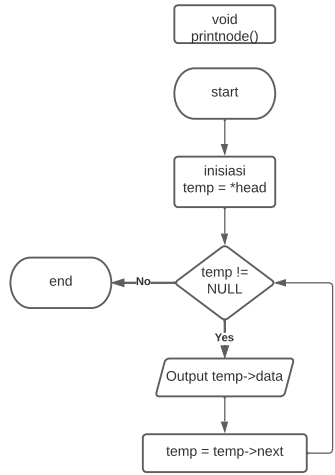 void
printnode()
start
inisiasi
temp = *head
temp !=
NULL
No
end
Yes
Output temp->data
temp = temp->next